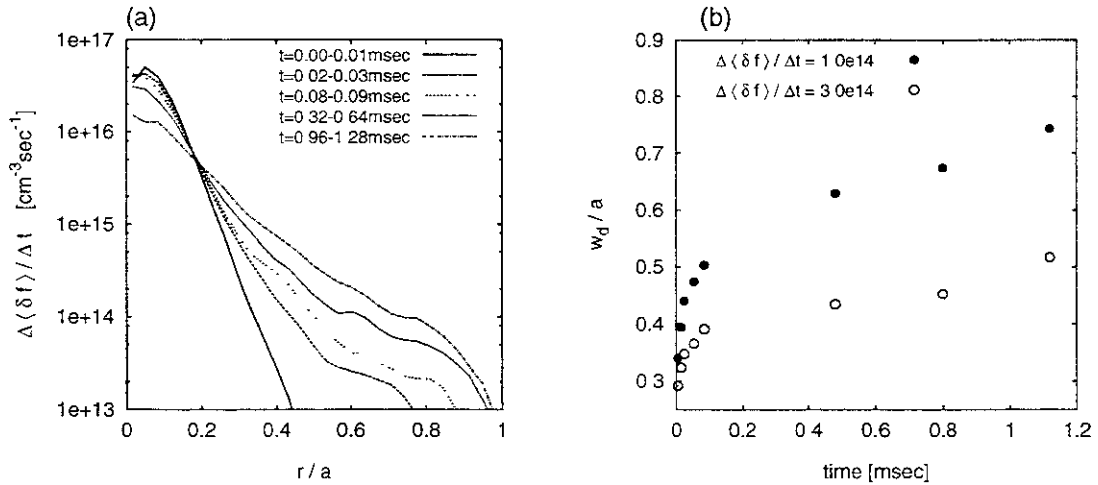 (a)
1e+17
1e+16
1e+15
1e+14
1e+13
Δ⟨δf⟩/Δt [cm-3sec-1]
t=0.00-0.01msec
t=0 02-0.03msec
t=0.08-0.09msec
t=0 32-0 64msec
t=0 96-1 28msec
0 0.2 0.4 0.6 0.8 1
r / a
(b)
0.9
0.8
0.7
0.6
0.5
0.4
0 3
w_d / a
Δ⟨δf⟩/Δt = 1 0e14
Δ⟨δf⟩/Δt = 3 0e14
0 0 2 0 4 0.6 0.8 1 1.2
time [msec]